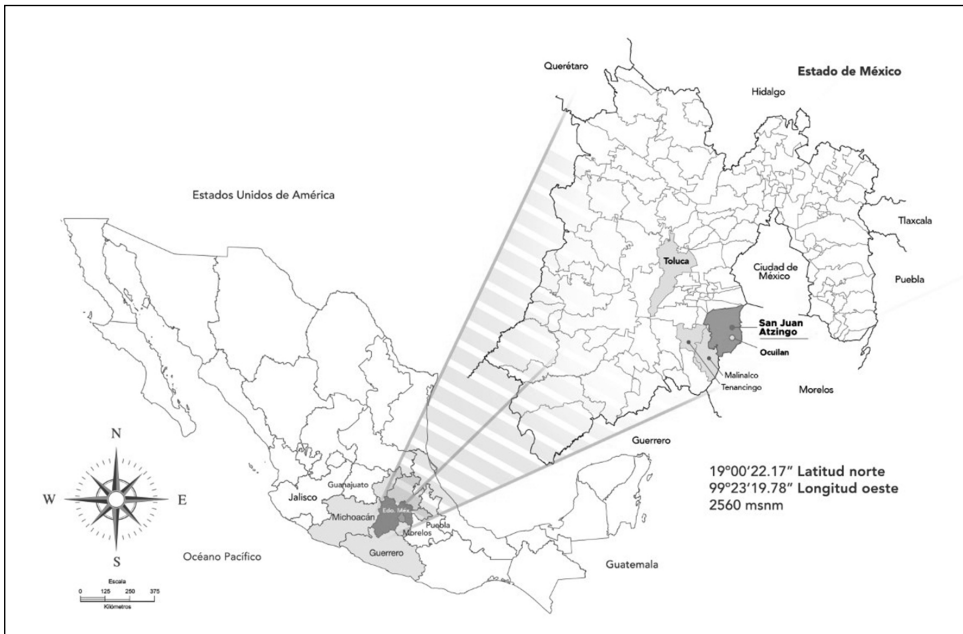 Querétaro
Estado de México
Hidalgo
Estados Unidos de América
Tlaxcala
Toluca
Ciudad de
México
Puebla
San Juan
Atzingo
Ocuilan
Malinalco
Tenancingo
Morelos
Guerrero
19°00'22.17" Latitud norte
99°23'19.78" Longitud oeste
2560 msnm
N
W
E
S
Guanajuato
Jalisco
Edo. Méx.
Michoacán
Puebla
Morelos
Guerrero
Océano Pacífico
Guatemala
Escala
0 125 250 375
Kilómetros